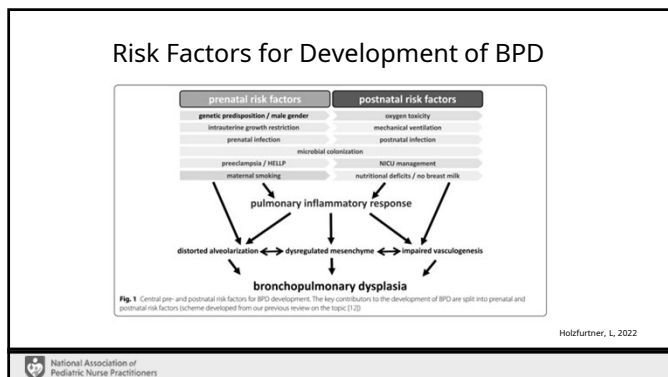 Risk Factors for Development of BPD
prenatal risk factors
postnatal risk factors
genetic predisposition / male gender
oxygen toxicity
intrauterine growth restriction
mechanical ventilation
prenatal infection
postnatal infection
microbial colonization
preeclampsia / HELLP
NICU management
maternal smoking
nutritional deficits / no breast milk
pulmonary inflammatory response
distorted alveolarization
dysregulated mesenchyme
impaired vasculogenesis
bronchopulmonary dysplasia
Fig. 1 Central pre- and postnatal risk factors for BPD development. The key contributors to the development of BPD are split into prenatal and
postnatal risk factors (scheme developed from our previous review on the topic [12])
Holzfurtner, L, 2022
National Association of
Pediatric Nurse Practitioners